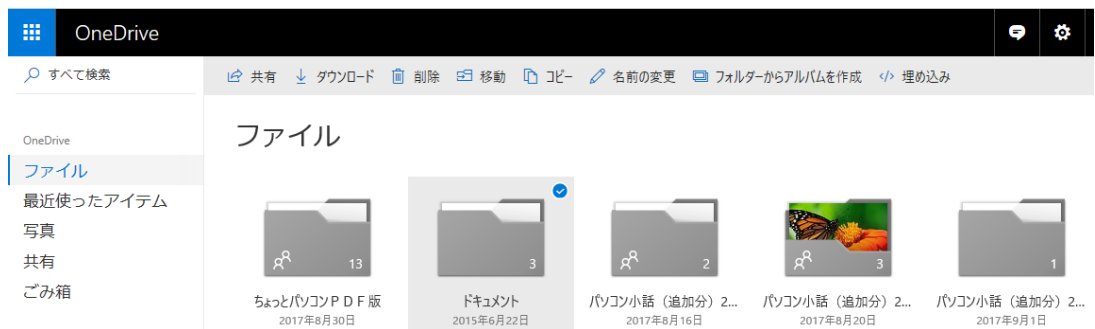 OneDrive
すべて検索
共有 ダウンロード 削除 移動 コピー 名前の変更 フォルダーからアルバムを作成 埋め込み
OneDrive
ファイル
最近使ったアイテム
写真
共有
ごみ箱
ファイル
13
ちょっとパソコンＰＤＦ版
2017年8月30日
3
ドキュメント
2015年6月22日
2
パソコン小話（追加分）2...
2017年8月16日
3
パソコン小話（追加分）2...
2017年8月20日
1
パソコン小話（追加分）2...
2017年9月1日